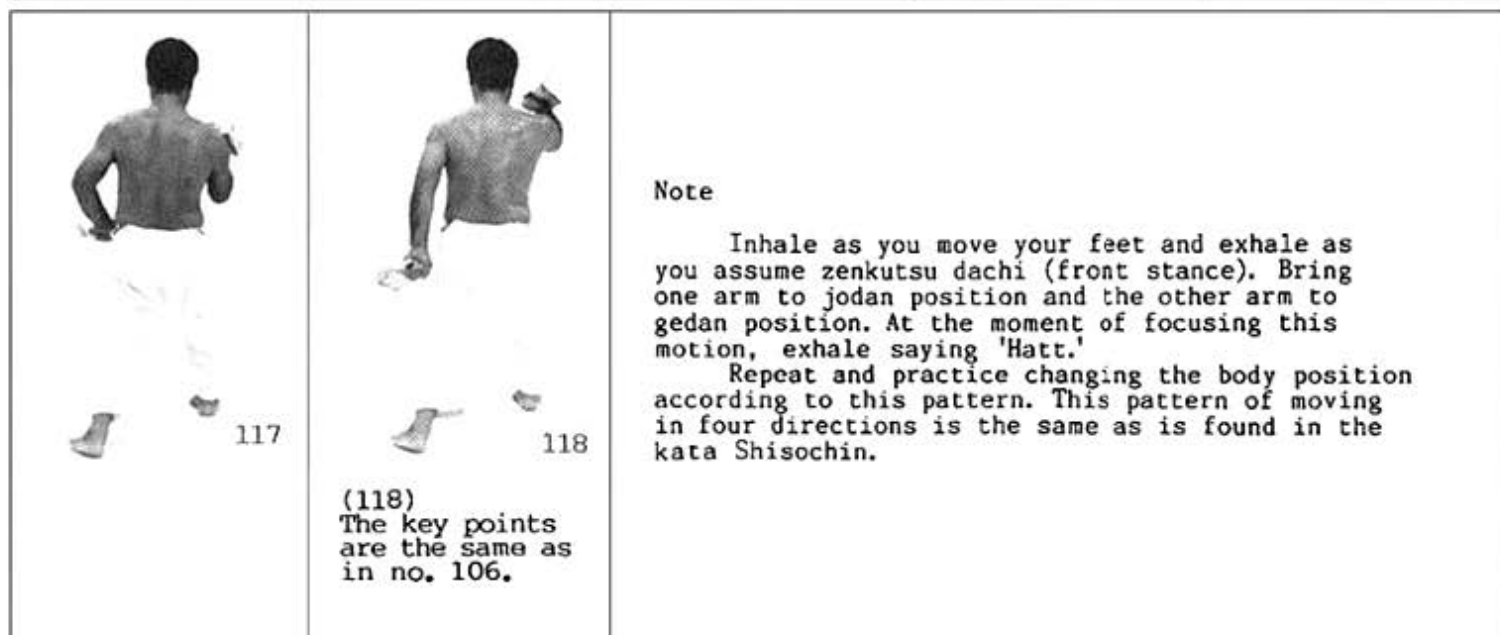 117
118
(118)
The key points
are the same as
in no. 106.
Note
Inhale as you move your feet and exhale as
you assume zenkutsu dachi (front stance). Bring
one arm to jodan position and the other arm to
gedan position. At the moment of focusing this
motion, exhale saying 'Hatt.'
Repeat and practice changing the body position
according to this pattern. This pattern of moving
in four directions is the same as is found in the
kata Shisochin.